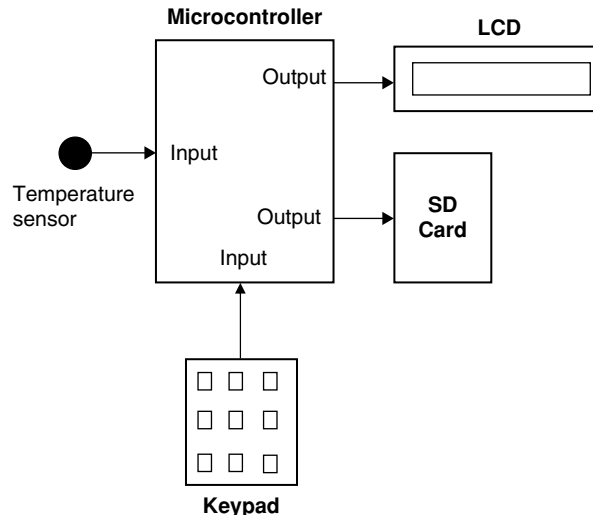 Microcontroller
LCD
Output
Input
Temperature
sensor
Output
SD
Card
Input
Keypad